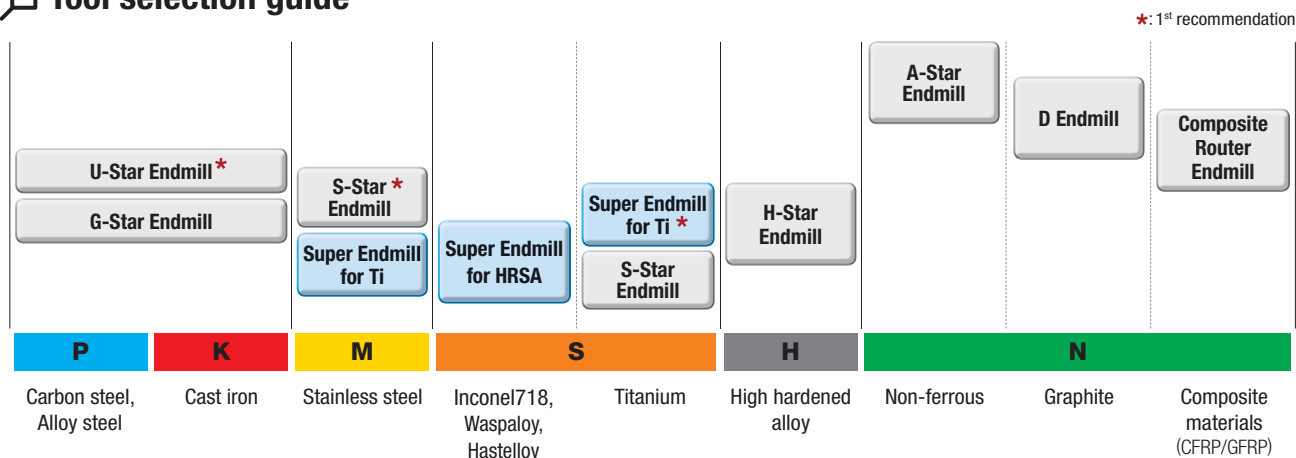 Tool selection guide
*: 1st recommendation
A-Star
Endmill
D Endmill
Composite
Router
Endmill
U-Star Endmill*
G-Star Endmill
S-Star *
Endmill
Super Endmill
for Ti
Super Endmill
for HRSA
Super Endmill
for Ti *
S-Star
Endmill
H-Star
Endmill
P
K
M
S
H
N
Carbon steel,
Alloy steel
Cast iron
Stainless steel
Inconel718,
Waspaloy,
Hastelloy
Titanium
High hardened
alloy
Non-ferrous
Graphite
Composite
materials
(CFRP/GFRP)